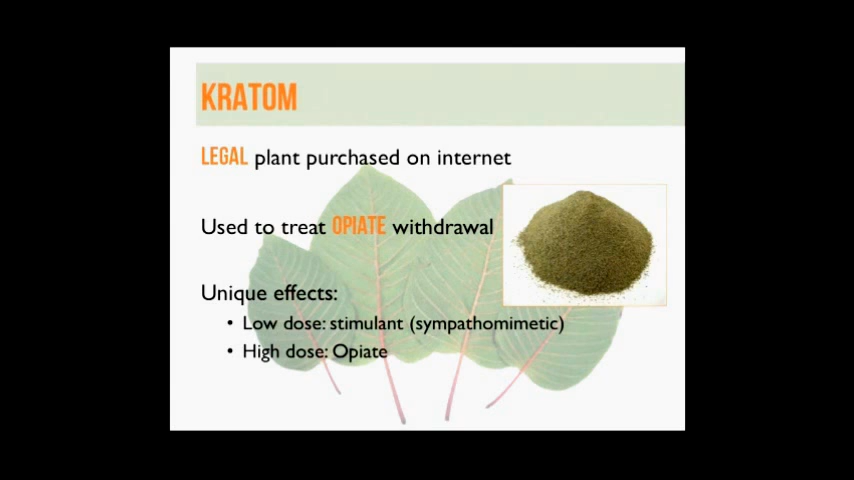 KRATOM
LEGAL plant purchased on internet
Used to treat OPIATE withdrawal
Unique effects:
• Low dose: stimulant (sympathomimetic)
• High dose: Opiate